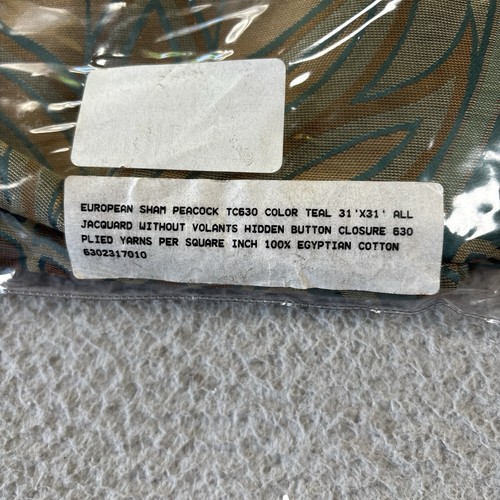 EUROPEAN SHAM PEACOCK TC630 COLOR TEAL 31'X31' ALL
JACQUARD WITHOUT VOLANTS HIDDEN BUTTON CLOSURE 630
PLIED YARNS PER SQUARE INCH 100% EGYPTIAN COTTON
6302317010